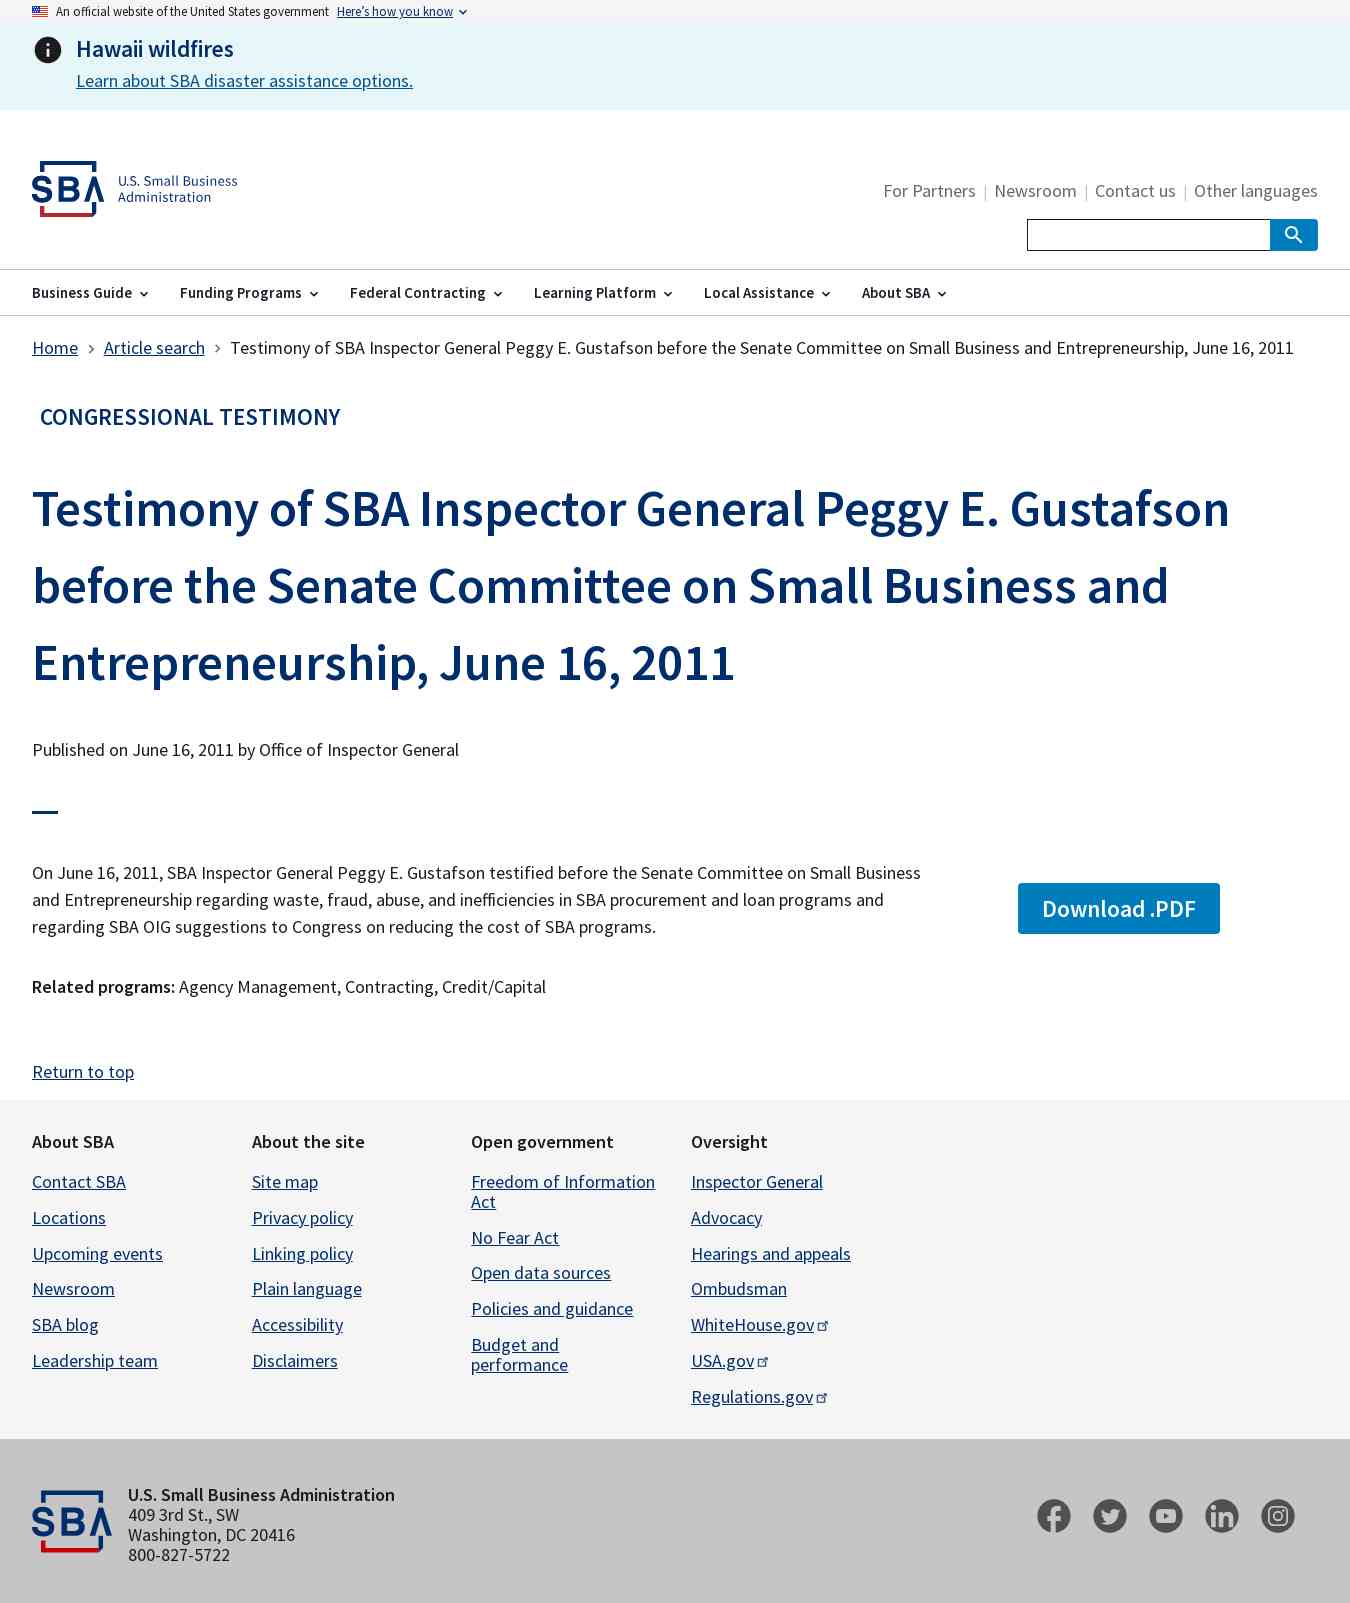 An official website of the United States government Here's how you know
Hawaii wildfires
Learn about SBA disaster assistance options.
SBA
U.S. Small Business
Administration
For Partners | Newsroom | Contact us | Other languages
Business Guide Funding Programs Federal Contracting Learning Platform Local Assistance About SBA
Home Article search Testimony of SBA Inspector General Peggy E. Gustafson before the Senate Committee on Small Business and Entrepreneurship, June 16, 2011
CONGRESSIONAL TESTIMONY
Testimony of SBA Inspector General Peggy E. Gustafson
before the Senate Committee on Small Business and
Entrepreneurship, June 16, 2011
Published on June 16, 2011 by Office of Inspector General
On June 16, 2011, SBA Inspector General Peggy E. Gustafson testified before the Senate Committee on Small Business
and Entrepreneurship regarding waste, fraud, abuse, and inefficiencies in SBA procurement and loan programs and
regarding SBA OIG suggestions to Congress on reducing the cost of SBA programs.
Download .PDF
Related programs: Agency Management, Contracting, Credit/Capital
Return to top
About SBA
Contact SBA
Locations
Upcoming events
Newsroom
SBA blog
Leadership team
About the site
Site map
Privacy policy
Linking policy
Plain language
Accessibility
Disclaimers
Open government
Freedom of Information
Act
No Fear Act
Open data sources
Policies and guidance
Budget and
performance
Oversight
Inspector General
Advocacy
Hearings and appeals
Ombudsman
WhiteHouse.gov
USA.gov
Regulations.gov
SBA
U.S. Small Business Administration
409 3rd St., SW
Washington, DC 20416
800-827-5722